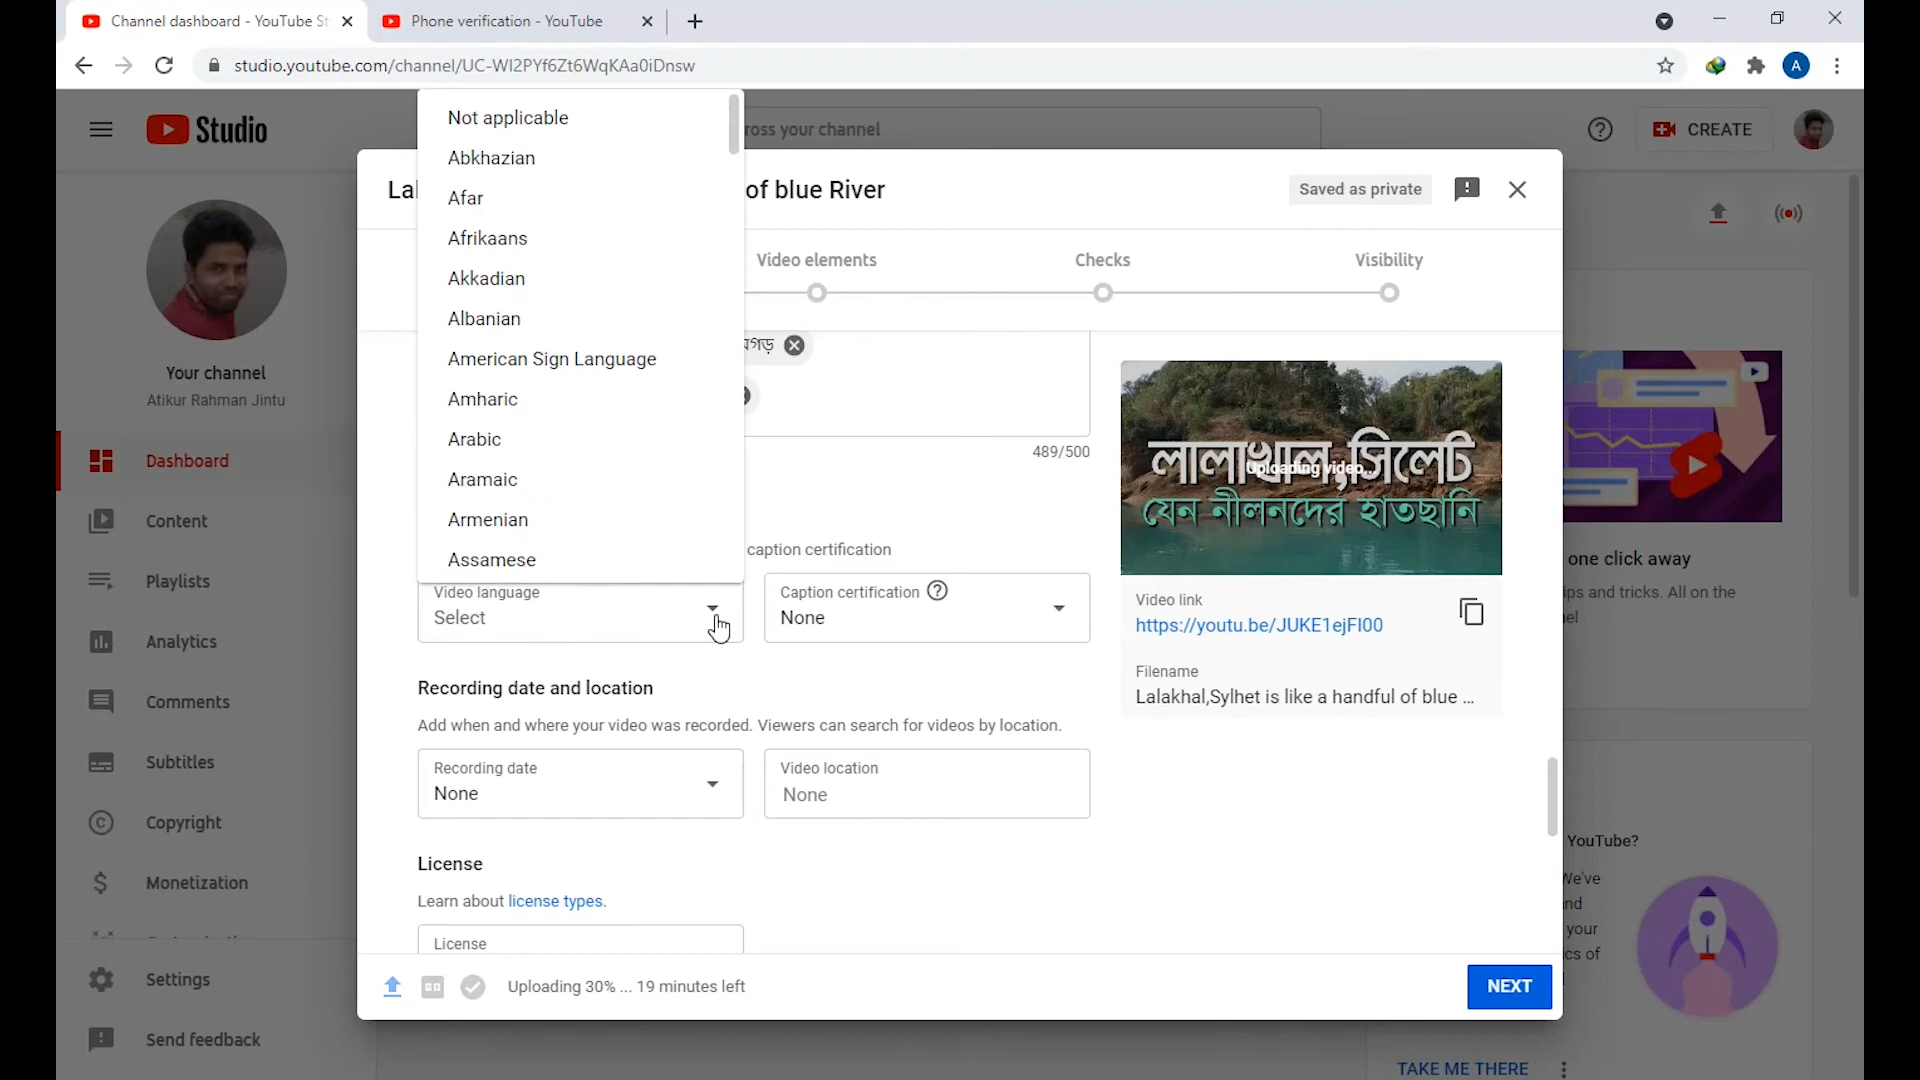 Channel dashboard - YouTube St
Phone verification - YouTube
studio.youtube.com/channel/UC-WI2PYf6Zt6WqKAa0iDnsw
A
Studio
ross your channel
CREATE
Your channel
Atikur Rahman Jintu
Dashboard
Content
Playlists
Analytics
Comments
Subtitles
Copyright
Monetization
Settings
Send feedback
of blue River
Saved as private
Video elements
Checks
Visibility
Not applicable
Abkhazian
Afar
Afrikaans
Akkadian
Albanian
American Sign Language
Amharic
Arabic
Aramaic
Armenian
Assamese
489/500
caption certification
Video language
Select
Caption certification
None
Recording date and location
Add when and where your video was recorded. Viewers can search for videos by location.
Recording date
None
Video location
None
License
Learn about license types.
License
লালাখাল,সিলেট
Uploading video...
যেন নীলনদের হাতছানি
Video link
https://youtu.be/JUKE1ejFI00
Filename
Lalakhal,Sylhet is like a handful of blue ...
Uploading 30% ... 19 minutes left
NEXT
one click away
ips and tricks. All on the
YouTube?
We've
your
TAKE ME THERE